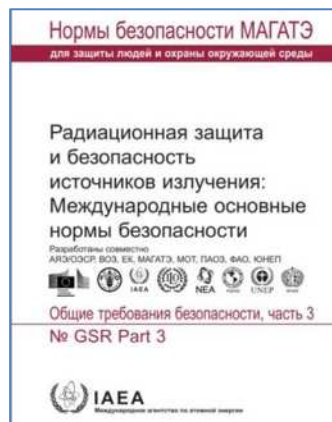 Нормы безопасности МАГАТЭ
для защиты людей и охраны окружающей среды
Радиационная защита
и безопасность
источников излучения:
Международные основные
нормы безопасности
Разработаны совместно
АЯЭ/ОЭСР, ВОЗ, ЕК, МАГАТЭ, МОТ, ПАОЗ, ФАО, ЮНЕП
IAEA
NEA
UNEP
Общие требования безопасности, часть 3
№ GSR Part 3
IAEA
Международное агентство по атомной энергии